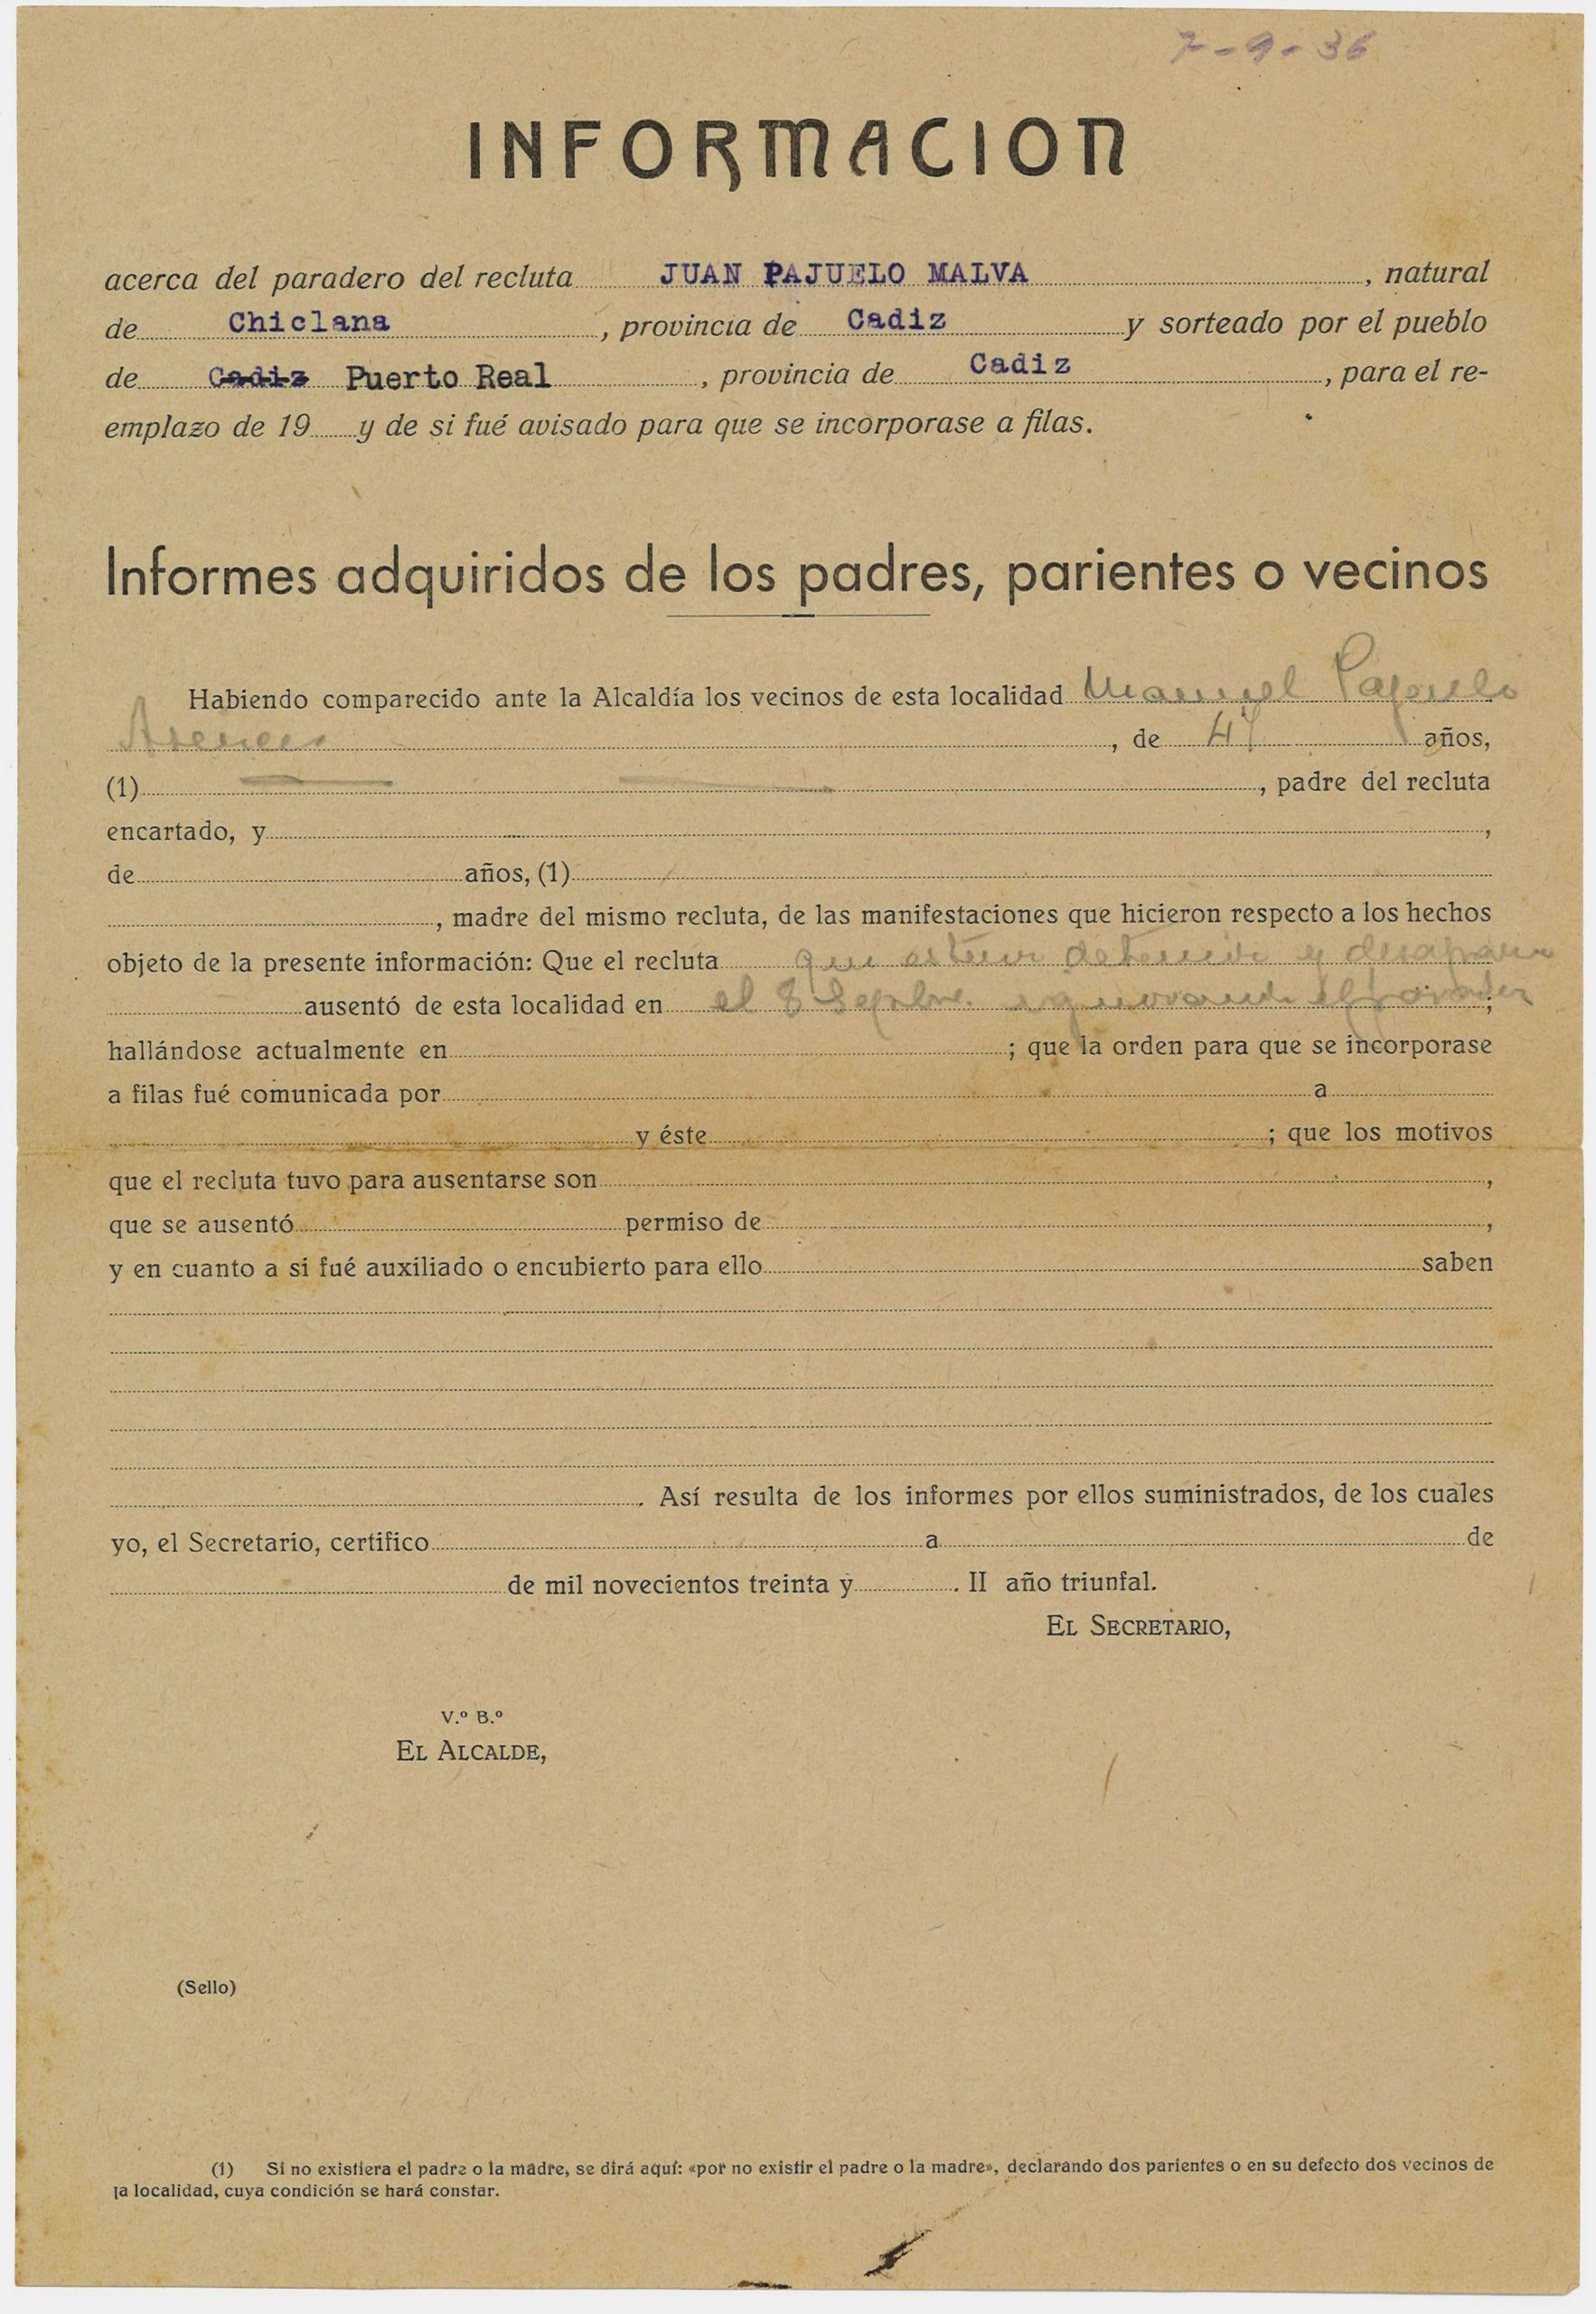 7-9-36
INFORMACION
acerca del paradero del recluta JUAN PAJUELO MALVA, natural
de Chiclana, provincia de Cadiz y sorteado por el pueblo
de Cadiz Puerto Real, provincia de Cadiz, para el re-
emplazo de 19 y de si fué avisado para que se incorporase a filas.
Informes adquiridos de los padres, parientes o vecinos
Habiendo comparecido ante la Alcaldía los vecinos de esta localidad Manuel Pajuelo
, de 47 años,
(1), padre del recluta
encartado, y,
de años, (1)
, madre del mismo recluta, de las manifestaciones que hicieron respecto a los hechos
objeto de la presente información: Que el recluta que estuvo detenido y
ausentó de esta localidad en el 8 Sepbre. ignorando el paradero;
hallándose actualmente en ; que la orden para que se incorporase
a filas fué comunicada por a
y éste ; que los motivos
que el recluta tuvo para ausentarse son,
que se ausentó permiso de,
y en cuanto a si fué auxiliado o encubierto para ello saben
. Así resulta de los informes por ellos suministrados, de los cuales
yo, el Secretario, certifico a de
de mil novecientos treinta y . II año triunfal.
EL SECRETARIO,
V.º B.º
EL ALCALDE,
(Sello)
(1) Si no existiera el padre o la madre, se dirá aquí: «por no existir el padre o la madre», declarando dos parientes o en su defecto dos vecinos de
la localidad, cuya condición se hará constar.